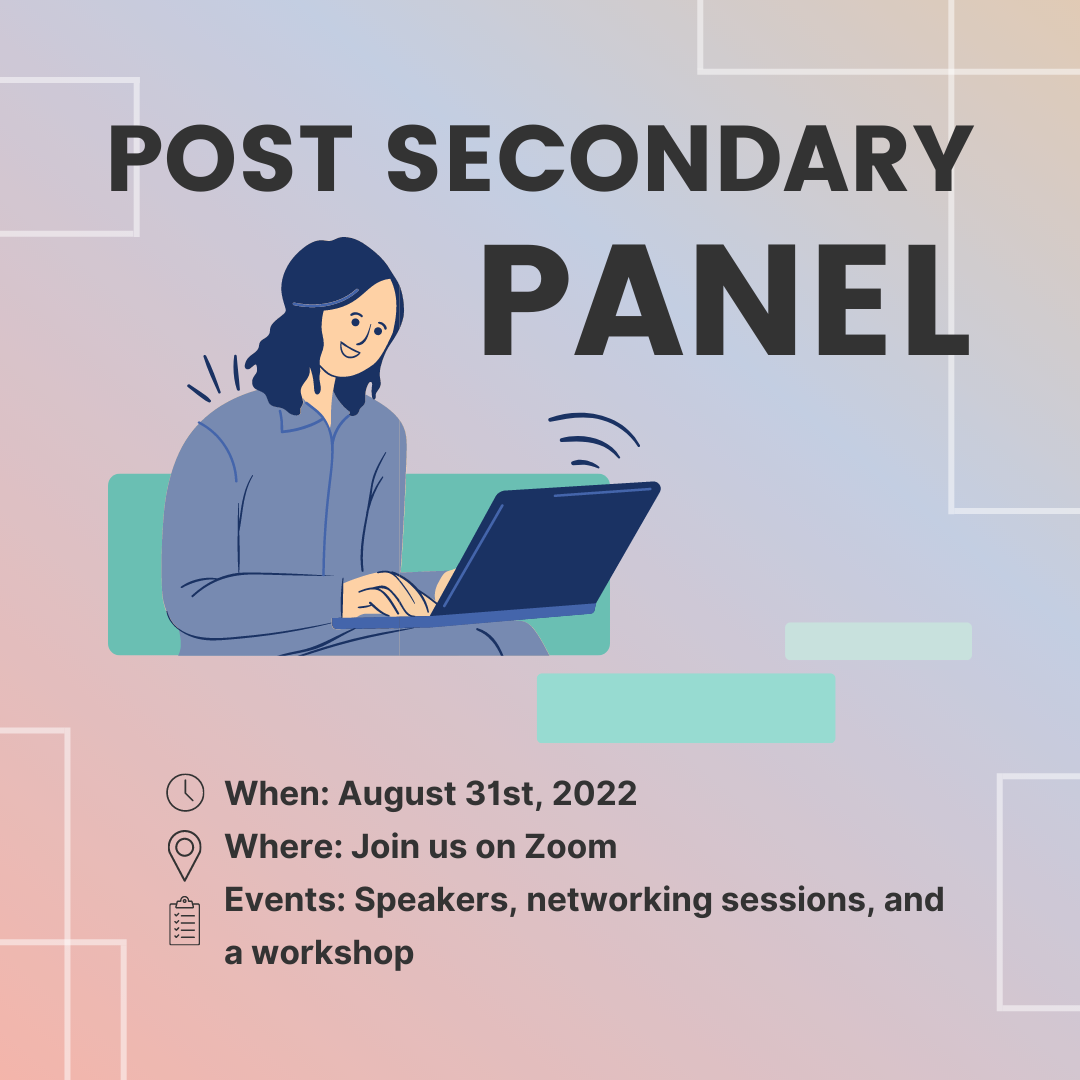 POST SECONDARY
PANEL
When: August 31st, 2022
Where: Join us on Zoom
Events: Speakers, networking sessions, and
a workshop